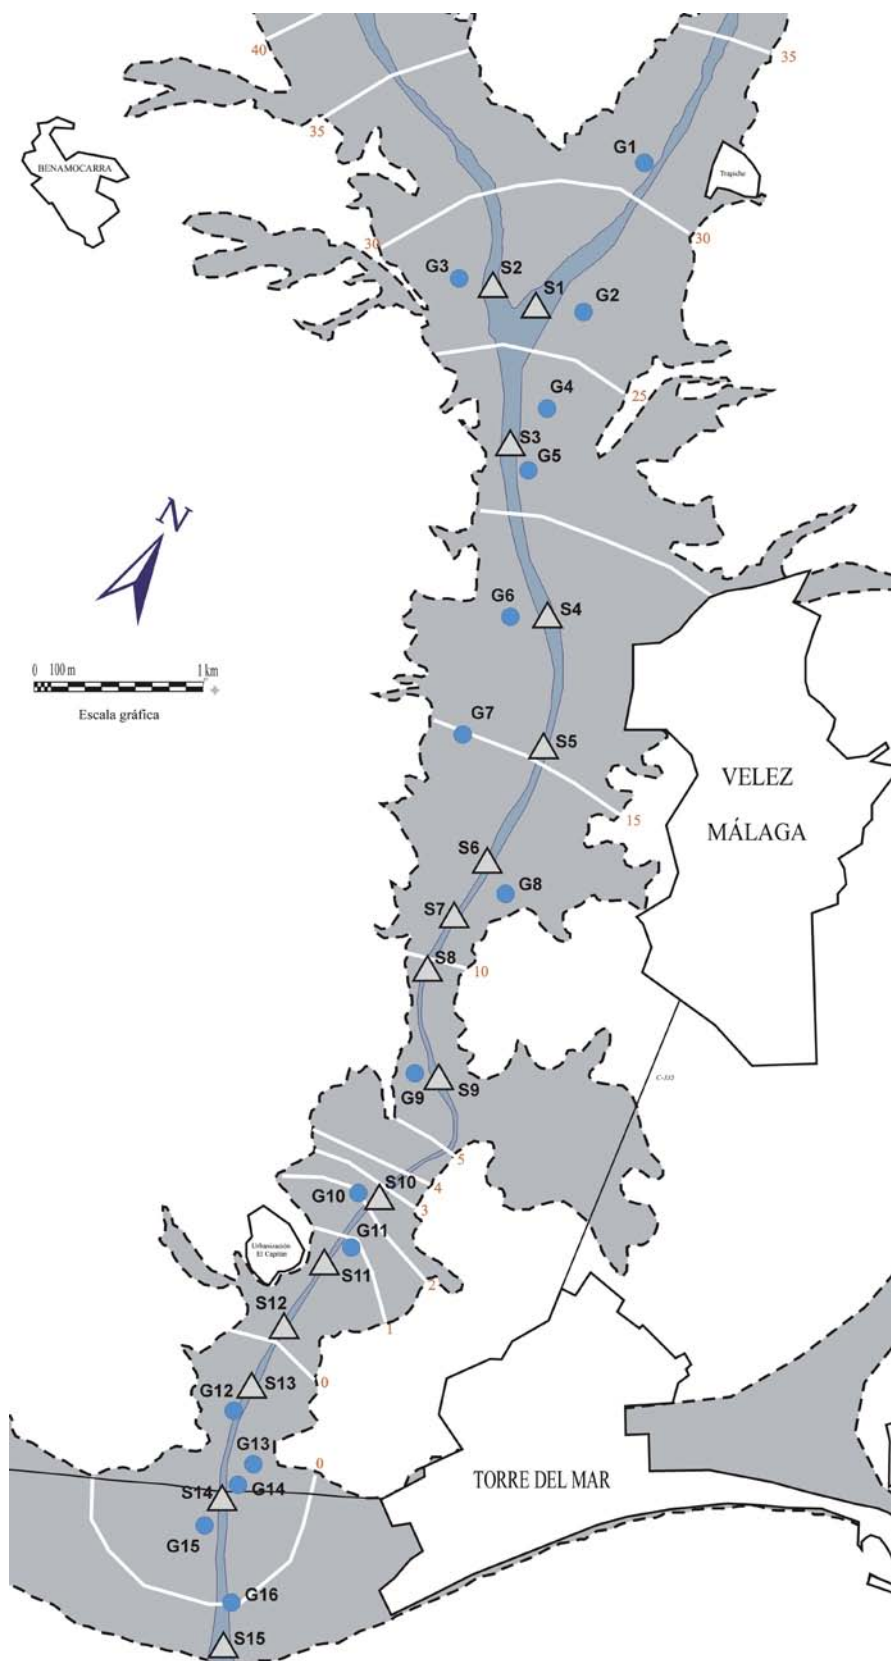 40
35
35
BENAMOCARRA
G1
Trapiche
30
30
G3
S2
S1
G2
25
G4
S3
G5
N
G6
S4
0 100 m 1 km
Escala gráfica
G7
S5
VELEZ
MÁLAGA
15
S6
G8
S7
S8
10
G9
S9
5
4
S10
G10
3
G11
Urbanización
El Capitan
S11
2
S12
1
S13
0
G12
G13
0
G14
S14
TORRE DEL MAR
G15
G16
S15